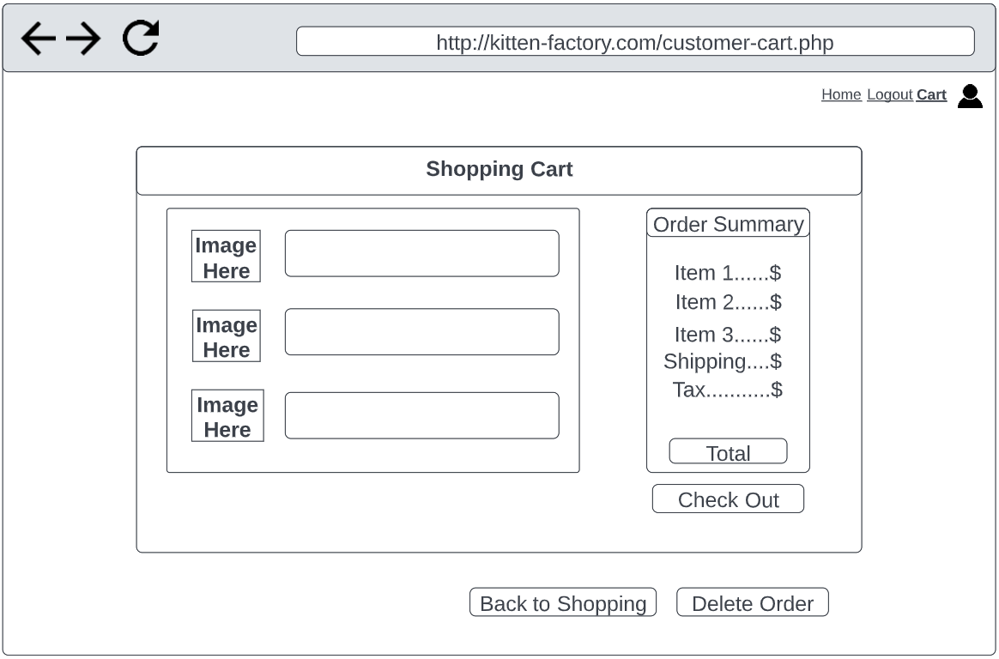 http://kitten-factory.com/customer-cart.php
Home Logout Cart
Shopping Cart
Image
Here
Image
Here
Image
Here
Order Summary
Item 1......$
Item 2......$
Item 3......$
Shipping....$
Tax...........$
Total
Check Out
Back to Shopping
Delete Order